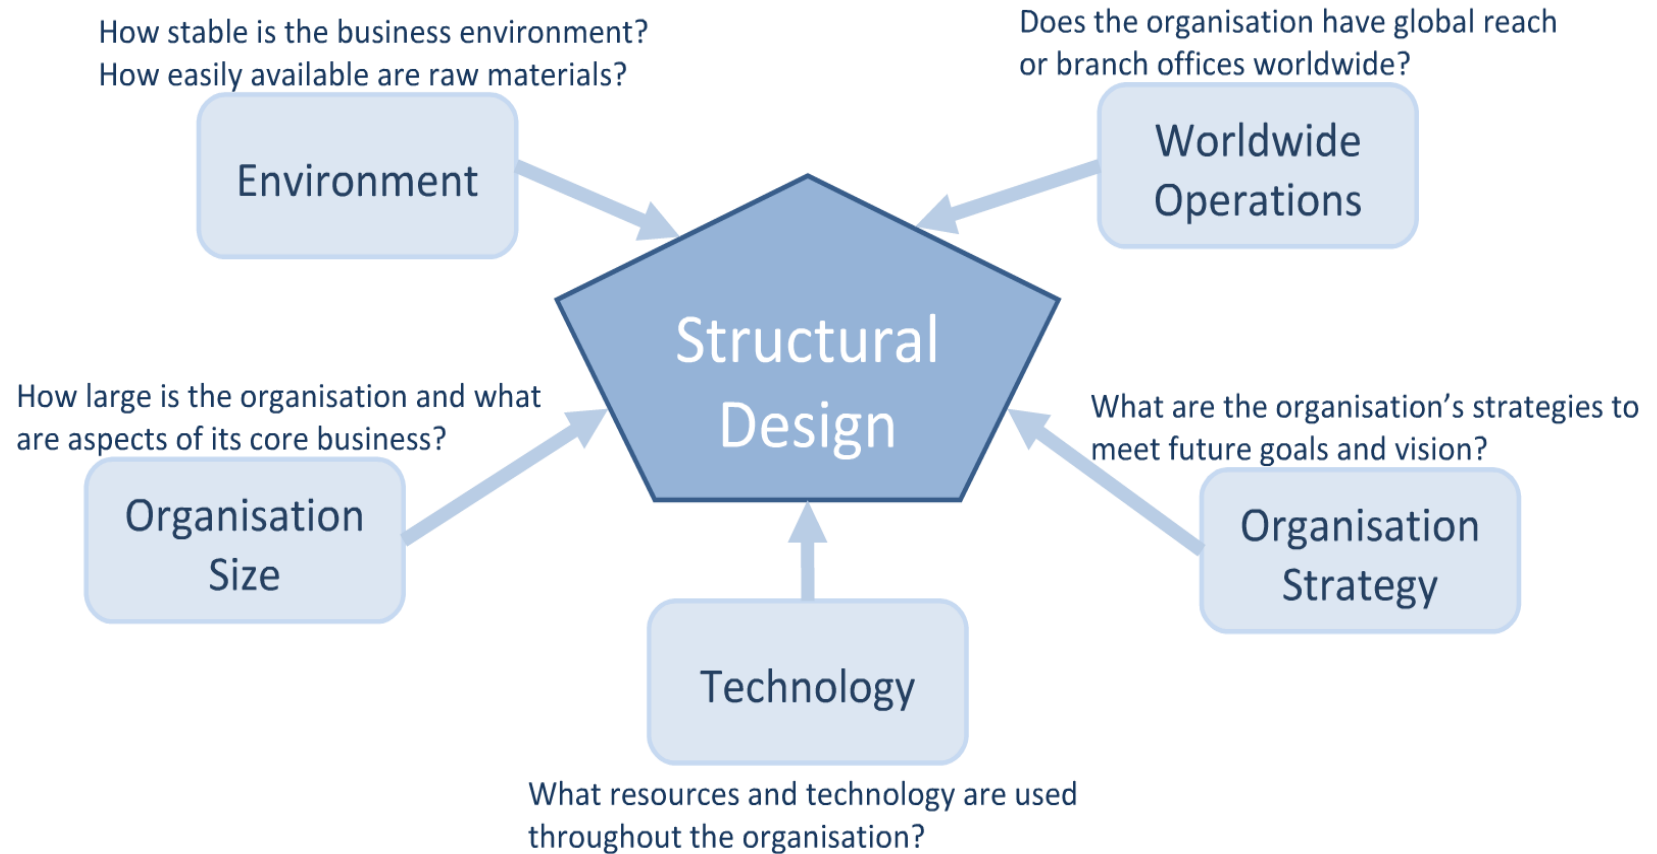 How stable is the business environment?
How easily available are raw materials?
Environment
Does the organisation have global reach
or branch offices worldwide?
Worldwide
Operations
Structural
Design
How large is the organisation and what
are aspects of its core business?
Organisation
Size
What are the organisation’s strategies to
meet future goals and vision?
Organisation
Strategy
Technology
What resources and technology are used
throughout the organisation?